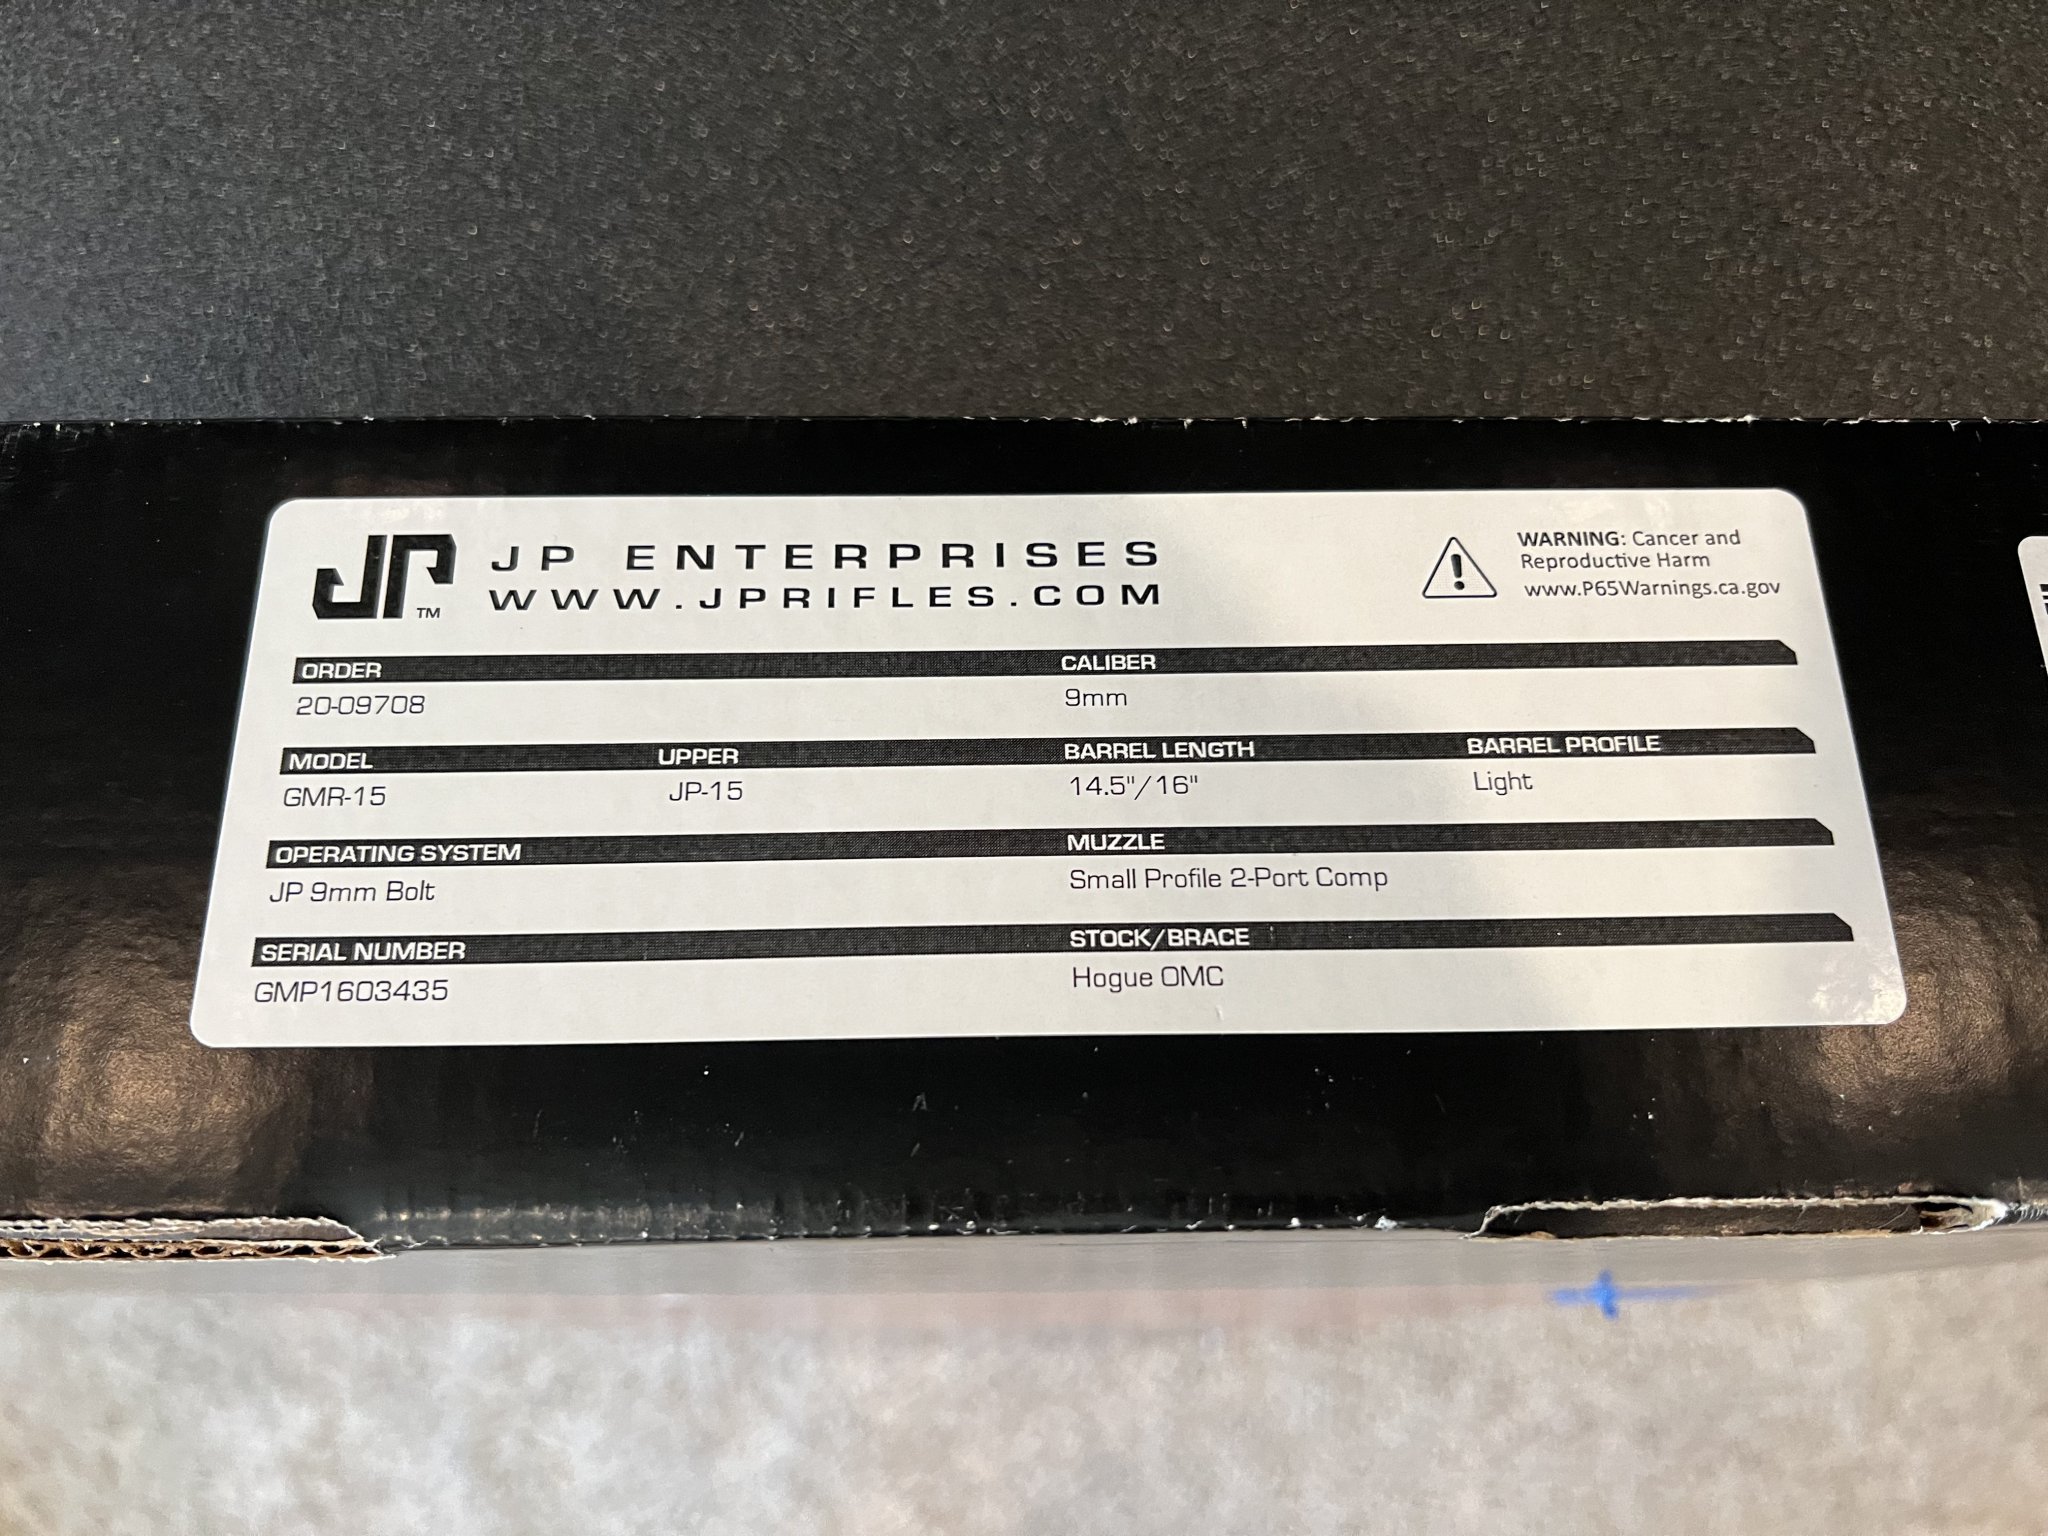 JP™ JP ENTERPRISES
WWW.JPRIFLES.COM
WARNING: Cancer and
Reproductive Harm
www.P65Warnings.ca.gov
ORDER CALIBER
20-09708 9mm
MODEL UPPER BARREL LENGTH BARREL PROFILE
GMR-15 JP-15 14.5"/16" Light
OPERATING SYSTEM MUZZLE
JP 9mm Bolt Small Profile 2-Port Comp
SERIAL NUMBER STOCK/BRACE
GMP1603435 Hogue OMC